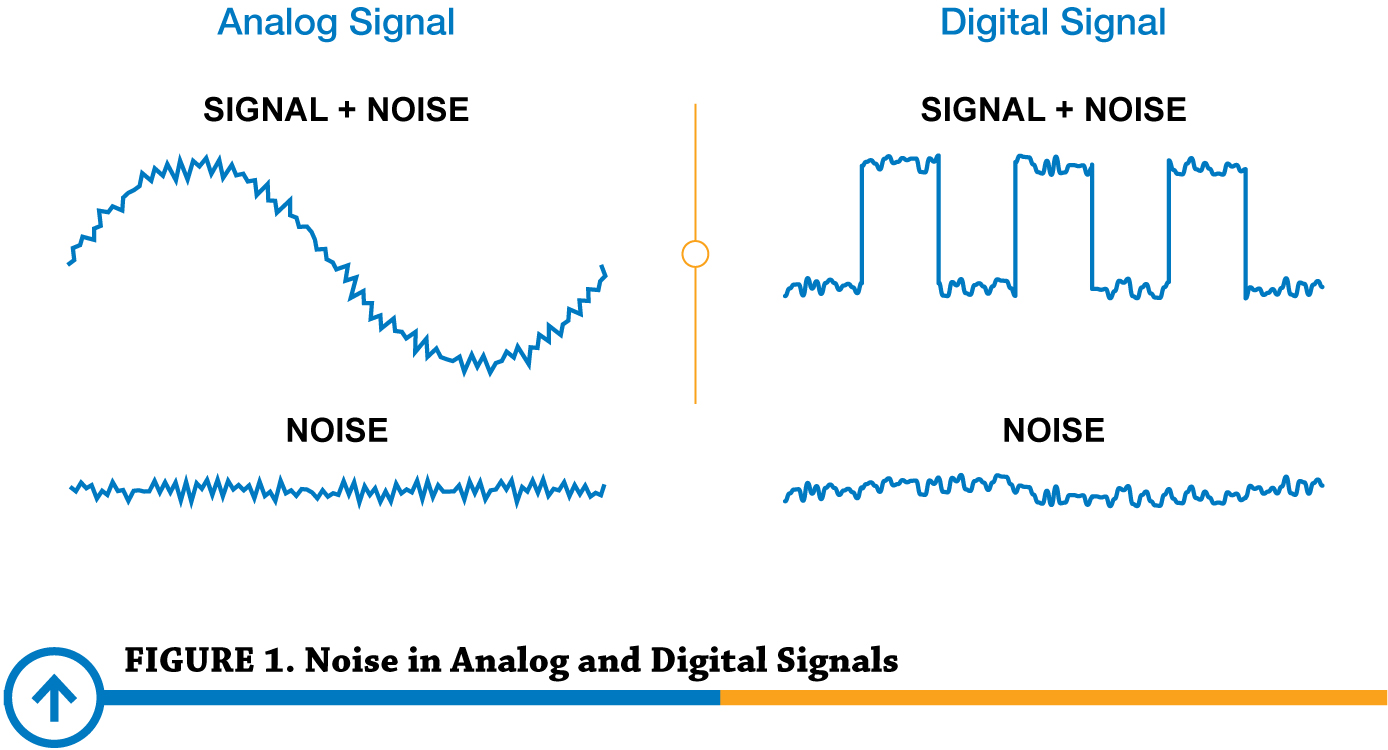 Analog Signal
Digital Signal
SIGNAL + NOISE
SIGNAL + NOISE
NOISE
NOISE
FIGURE 1. Noise in Analog and Digital Signals